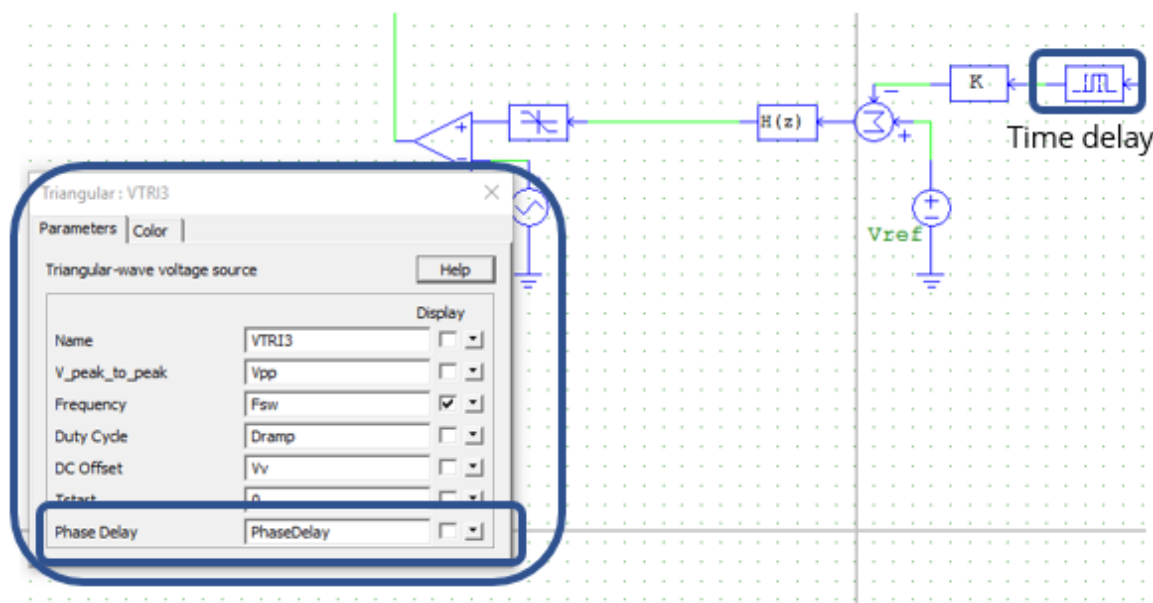 K
H(z)
Σ
Time delay
Vref
Triangular : VTRI3
Parameters Color
Triangular-wave voltage source Help
Display
Name VTRI3
V_peak_to_peak Vpp
Frequency Fsw
Duty Cycle Dramp
DC Offset Vv
Tstart 0
Phase Delay PhaseDelay